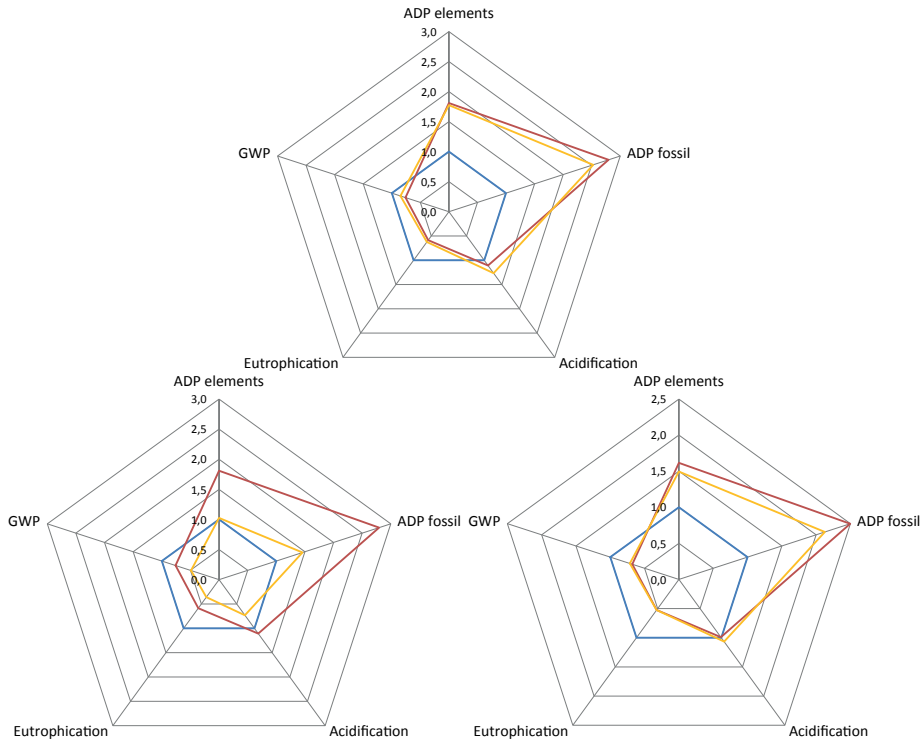 ADP elements
3,0
2,5
2,0
1,5
1,0
0,5
0,0
GWP
ADP fossil
Eutrophication
Acidification
ADP elements
3,0
2,5
2,0
1,5
1,0
0,5
0,0
GWP
ADP fossil
Eutrophication
Acidification
ADP elements
2,5
2,0
1,5
1,0
0,5
0,0
GWP
ADP fossil
Eutrophication
Acidification